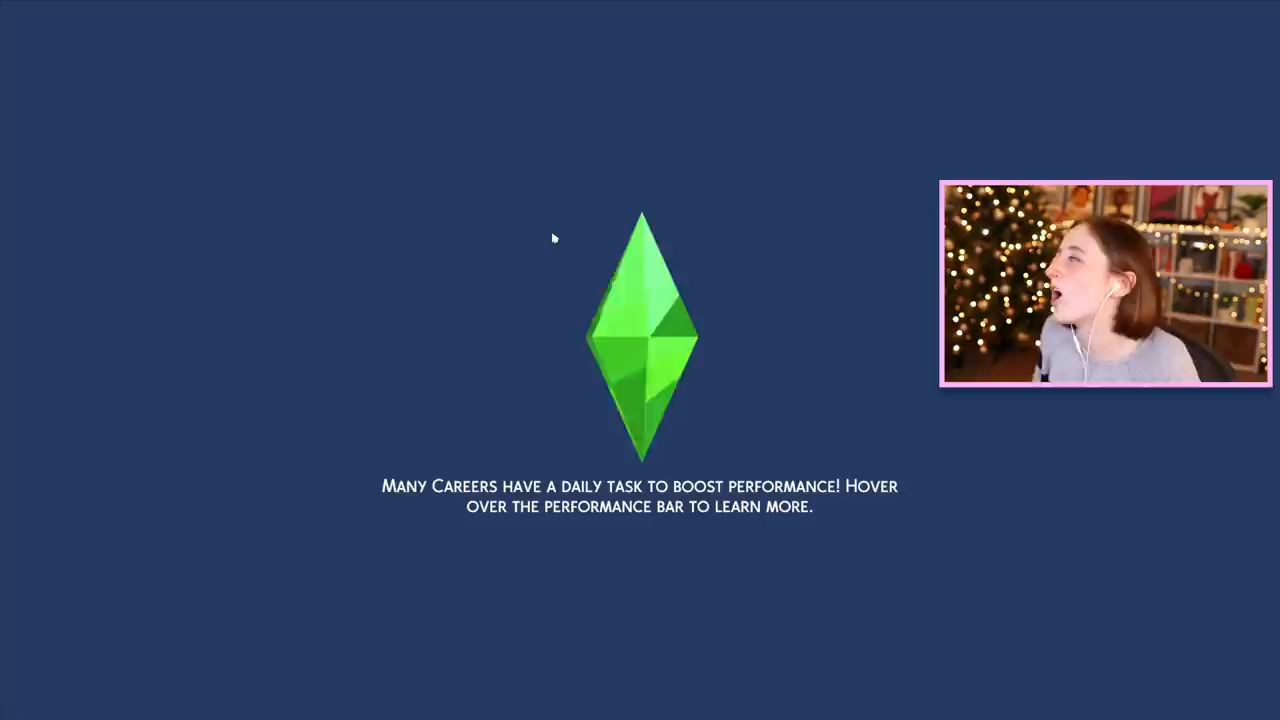 Many Careers have a daily task to boost performance! Hover
over the performance bar to learn more.